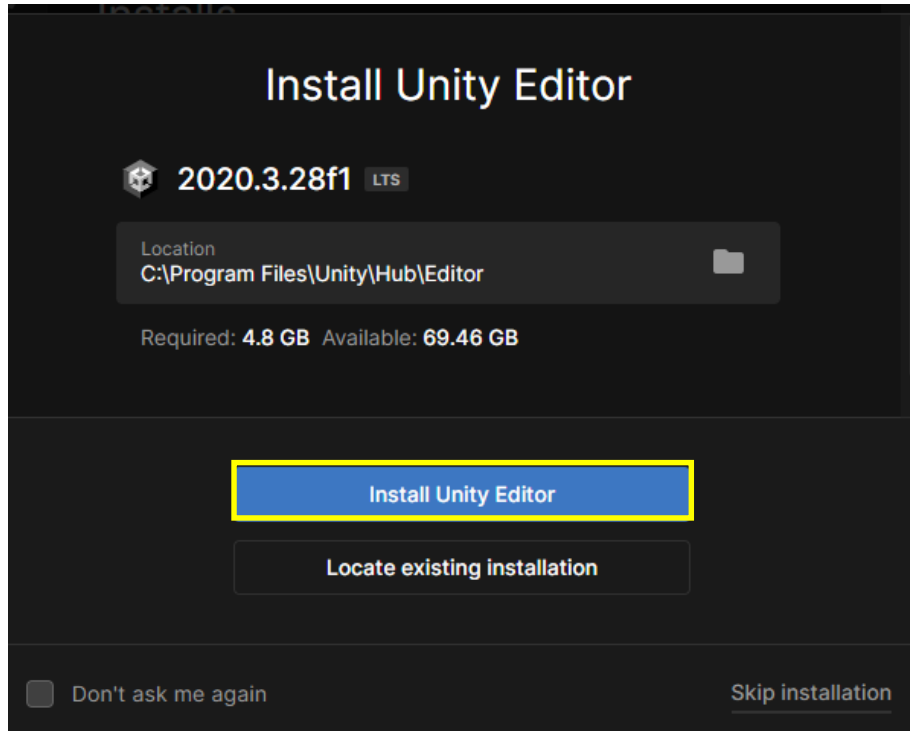 Install Unity Editor
2020.3.28f1 LTS
Location
C:\Program Files\Unity\Hub\Editor
Required: 4.8 GB Available: 69.46 GB
Install Unity Editor
Locate existing installation
Don't ask me again
Skip installation